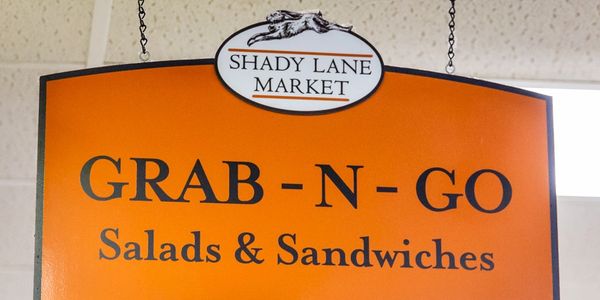 SHADY LANE
MARKET
GRAB - N - GO
Salads & Sandwiches